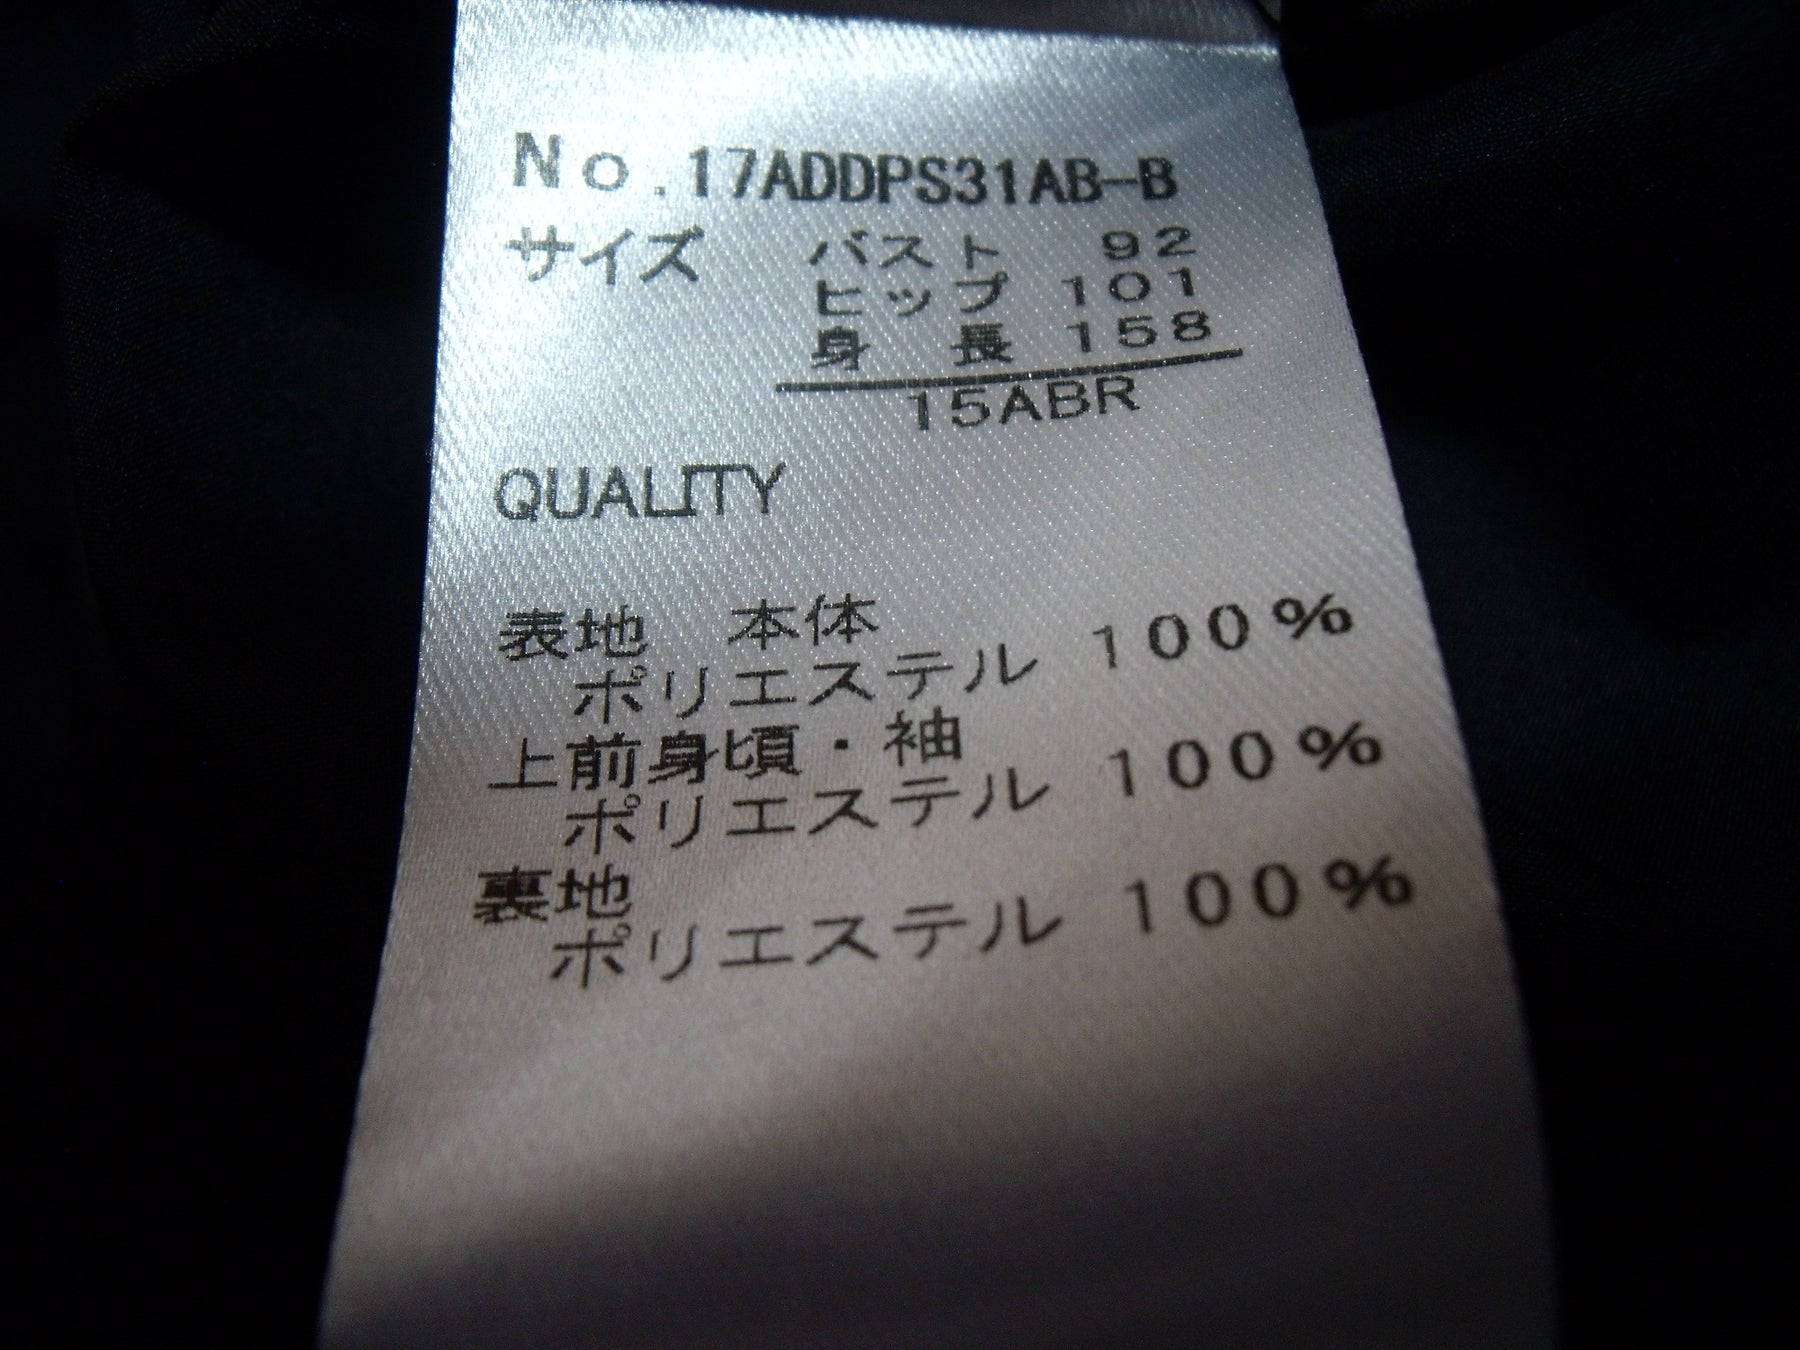 No.17ADDPS31AB-B
サイズ バスト 92
ヒップ 101
身長 158
15ABR
QUALITY
表地 本体
ポリエステル 100%
上前身頃・袖
ポリエステル 100%
裏地
ポリエステル 100%